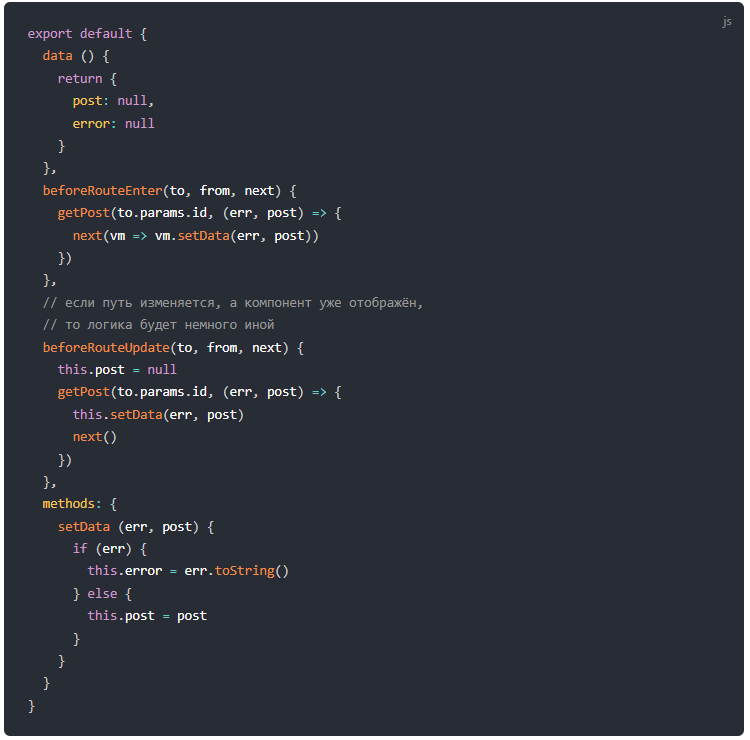 js
export default {
  data () {
    return {
      post: null,
      error: null
    }
  },
  beforeRouteEnter(to, from, next) {
    getPost(to.params.id, (err, post) => {
      next(vm => vm.setData(err, post))
    })
  },
  // если путь изменяется, а компонент уже отображён,
  // то логика будет немного иной
  beforeRouteUpdate(to, from, next) {
    this.post = null
    getPost(to.params.id, (err, post) => {
      this.setData(err, post)
      next()
    })
  },
  methods: {
    setData (err, post) {
      if (err) {
        this.error = err.toString()
      } else {
        this.post = post
      }
    }
  }
}